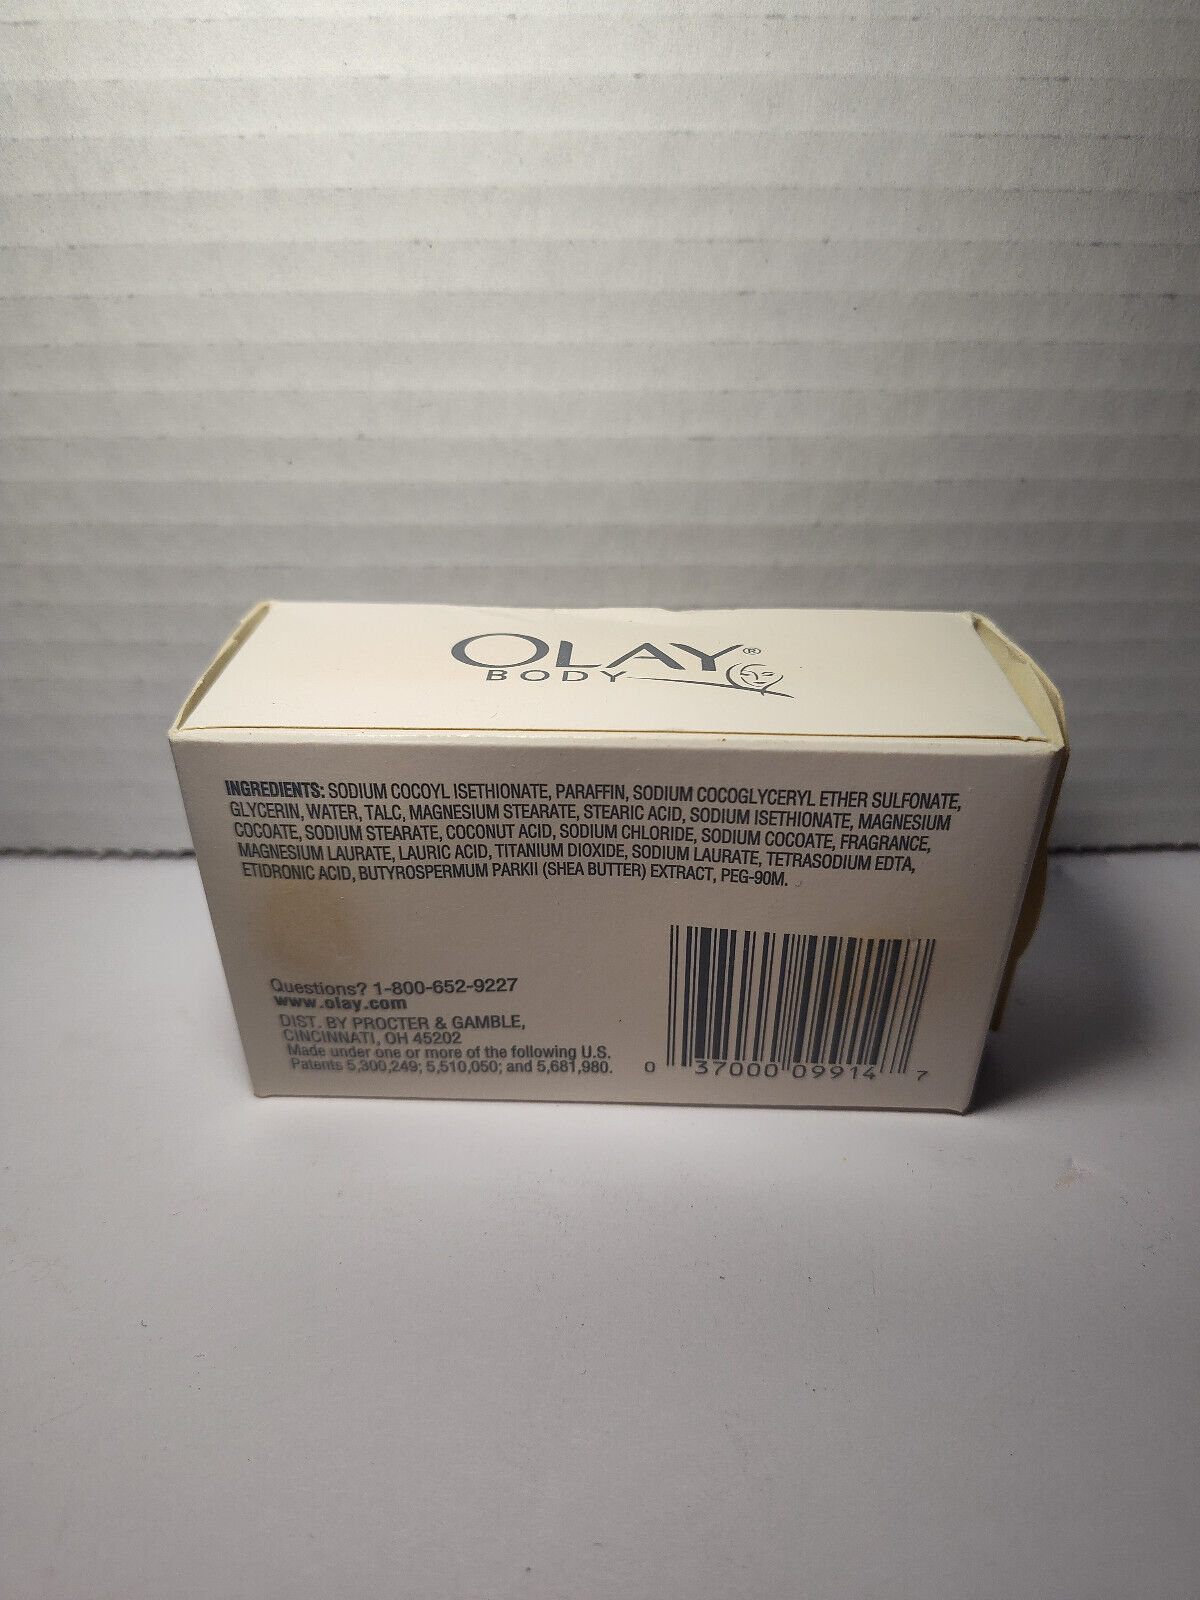 OLAY®
BODY
INGREDIENTS: SODIUM COCOYL ISETHIONATE, PARAFFIN, SODIUM COCOGLYCERYL ETHER SULFONATE,
GLYCERIN, WATER, TALC, MAGNESIUM STEARATE, STEARIC ACID, SODIUM ISETHIONATE, MAGNESIUM
COCOATE, SODIUM STEARATE, COCONUT ACID, SODIUM CHLORIDE, SODIUM COCOATE, FRAGRANCE,
MAGNESIUM LAURATE, LAURIC ACID, TITANIUM DIOXIDE, SODIUM LAURATE, TETRASODIUM EDTA,
ETIDRONIC ACID, BUTYROSPERMUM PARKII (SHEA BUTTER) EXTRACT, PEG-90M.
Questions? 1-800-652-9227
www.olay.com
DIST. BY PROCTER & GAMBLE,
CINCINNATI, OH 45202
Made under one or more of the following U.S.
Patents 5,300,249; 5,510,050; and 5,681,980.
0 37000 09914 7